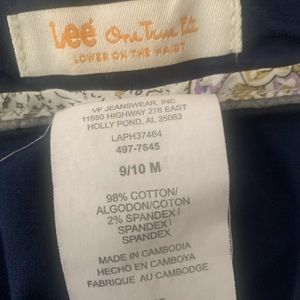 Lee One True Fit
LOWER ON THE WAIST
VF JEANSWEAR, INC
11550 HIGHWAY 278 EAST
HOLLY POND, AL 35083
LAPH37464
497-7645
9/10 M
98% COTTON/
ALGODON/COTON
2% SPANDEX/
SPANDEX/
SPANDEX
MADE IN CAMBODIA
HECHO EN CAMBOYA
FABRIQUE AU CAMBODGE